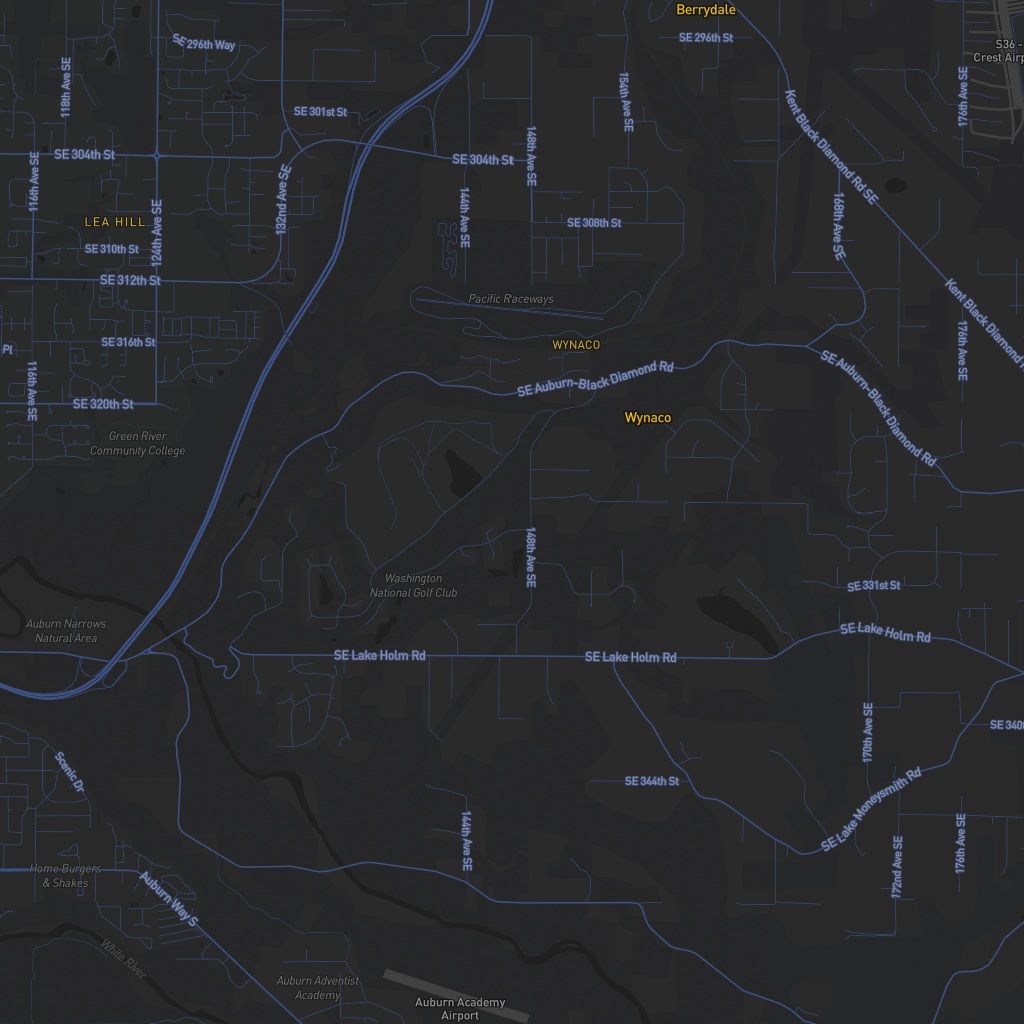 Berrydale
SE 296th Way
SE 296th St
S36 -
Crest Airp
118th Ave SE
154th Ave SE
176th Ave SE
SE 301st St
Kent Black Diamond Rd SE
SE 304th St
SE 304th St
148th Ave SE
116th Ave SE
132nd Ave SE
144th Ave SE
168th Ave SE
LEA HILL
124th Ave SE
SE 308th St
SE 310th St
SE 312th St
Pacific Raceways
Kent Black Diamond R
SE 316th St
WYNACO
176th Ave SE
Pl
116th Ave SE
SE Auburn-Black Diamond Rd
SE Auburn-Black Diamond Rd
SE 320th St
Wynaco
Green River
Community College
148th Ave SE
Washington
National Golf Club
SE 331st St
Auburn Narrows
Natural Area
SE Lake Holm Rd
SE Lake Holm Rd
SE Lake Holm Rd
170th Ave SE
SE 340t
Scenic Dr
SE 344th St
SE Lake Moneysmith Rd
144th Ave SE
172nd Ave SE
176th Ave SE
Home Burgers
& Shakes
Auburn Way S
White River
Auburn Adventist
Academy
Auburn Academy
Airport